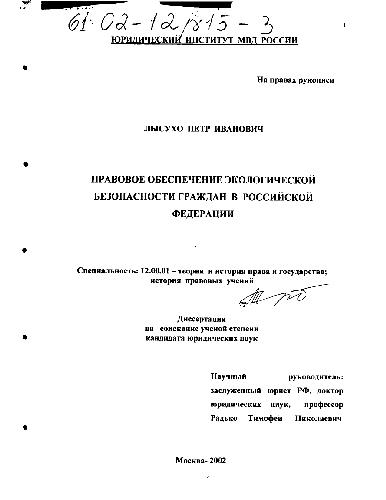 61:02-12/815-3
ЮРИДИЧЕСКИЙ ИНСТИТУТ МВД РОССИИ
На правах рукописи
ЛЫСУХО ПЕТР ИВАНОВИЧ
ПРАВОВОЕ ОБЕСПЕЧЕНИЕ ЭКОЛОГИЧЕСКОЙ
БЕЗОПАСНОСТИ ГРАЖДАН В РОССИЙСКОЙ
ФЕДЕРАЦИИ
Специальность: 12.00.01 – теория и история права и государства;
история правовых учений
Диссертация
на соискание ученой степени
кандидата юридических наук
Научный руководитель:
заслуженный юрист РФ, доктор
юридических наук, профессор
Радько Тимофей Николаевич
Москва- 2002